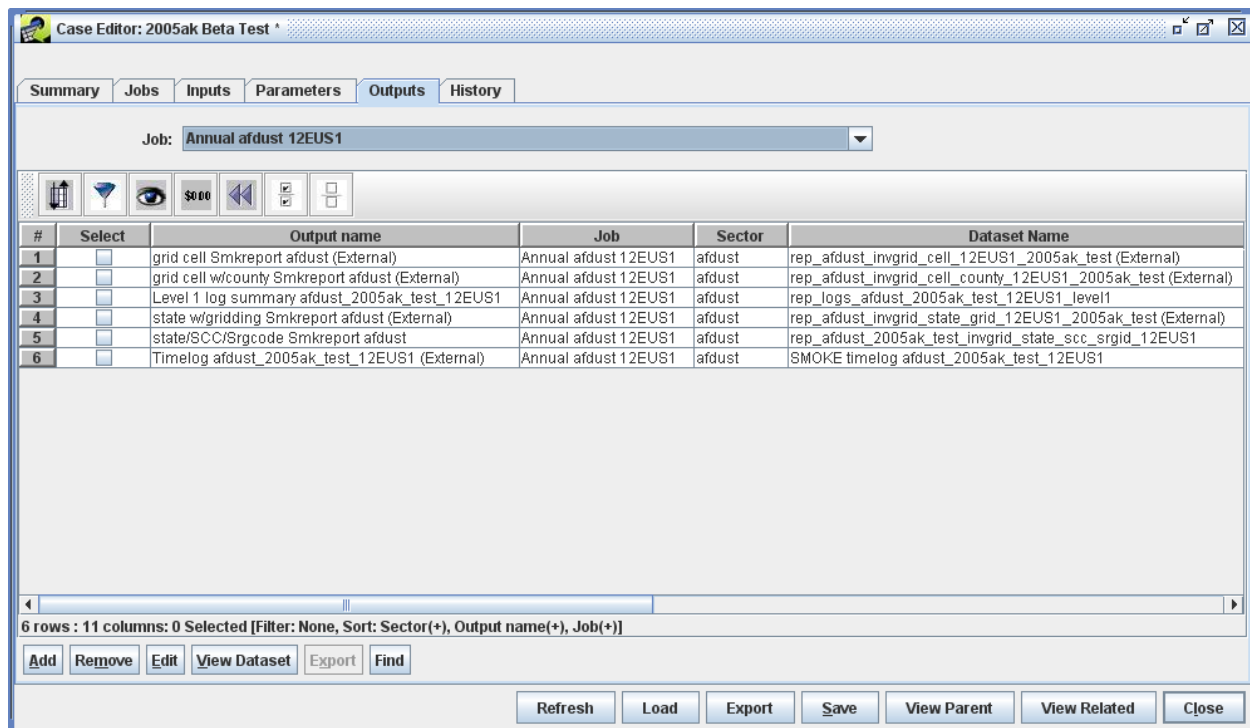 Case Editor: 2005ak Beta Test *
Summary Jobs Inputs Parameters Outputs History
Job: Annual afdust 12EUS1
$0.00
# Select Output name Job Sector Dataset Name
1 grid cell Smkreport afdust (External) Annual afdust 12EUS1 afdust rep_afdust_invgrid_cell_12EUS1_2005ak_test (External)
2 grid cell w/county Smkreport afdust (External) Annual afdust 12EUS1 afdust rep_afdust_invgrid_cell_county_12EUS1_2005ak_test (External)
3 Level 1 log summary afdust_2005ak_test_12EUS1 Annual afdust 12EUS1 afdust rep_logs_afdust_2005ak_test_12EUS1_level1
4 state w/gridding Smkreport afdust (External) Annual afdust 12EUS1 afdust rep_afdust_invgrid_state_grid_12EUS1_2005ak_test (External)
5 state/SCC/Srgcode Smkreport afdust Annual afdust 12EUS1 afdust rep_afdust_2005ak_test_invgrid_state_scc_srgid_12EUS1
6 Timelog afdust_2005ak_test_12EUS1 (External) Annual afdust 12EUS1 afdust SMOKE timelog afdust_2005ak_test_12EUS1
6 rows : 11 columns: 0 Selected [Filter: None, Sort: Sector(+), Output name(+), Job(+)]
Add Remove Edit View Dataset Export Find
Refresh Load Export Save View Parent View Related Close